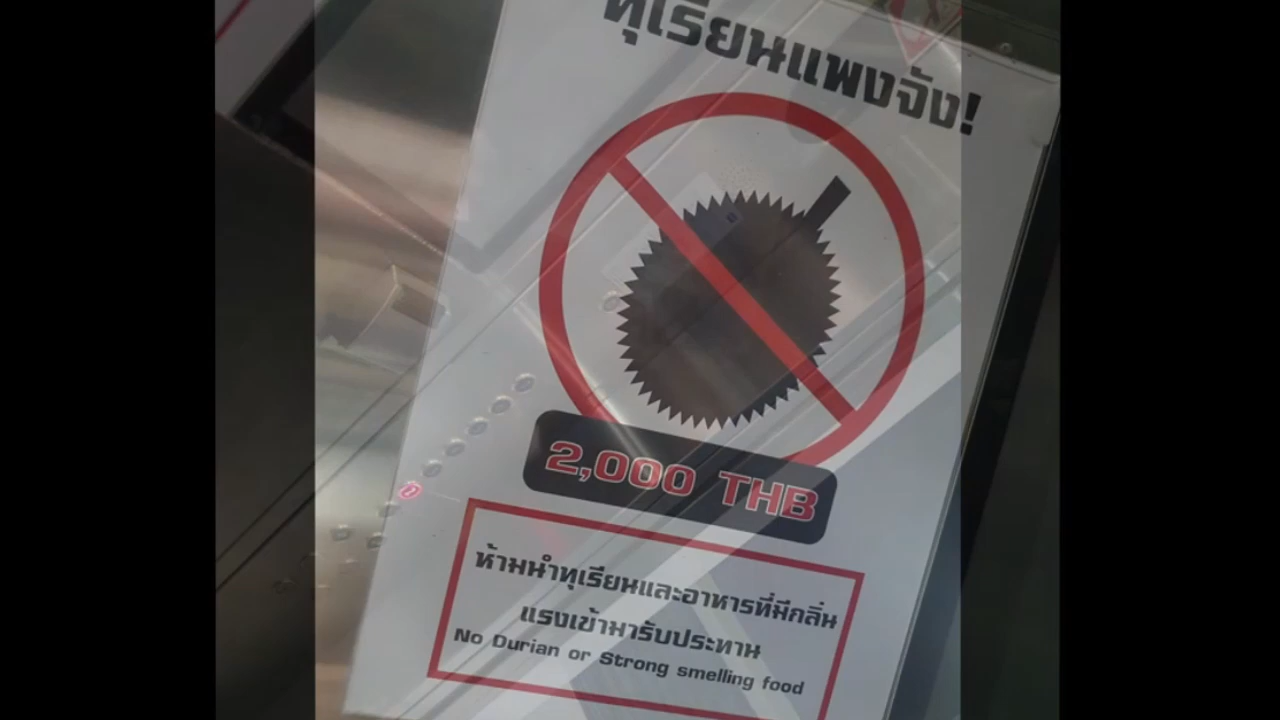 ทุเรียนแพงจัง!
2,000 THB
ห้ามนำทุเรียนและอาหารที่มีกลิ่น
แรงเข้ามารับประทาน
No Durian or Strong smelling food